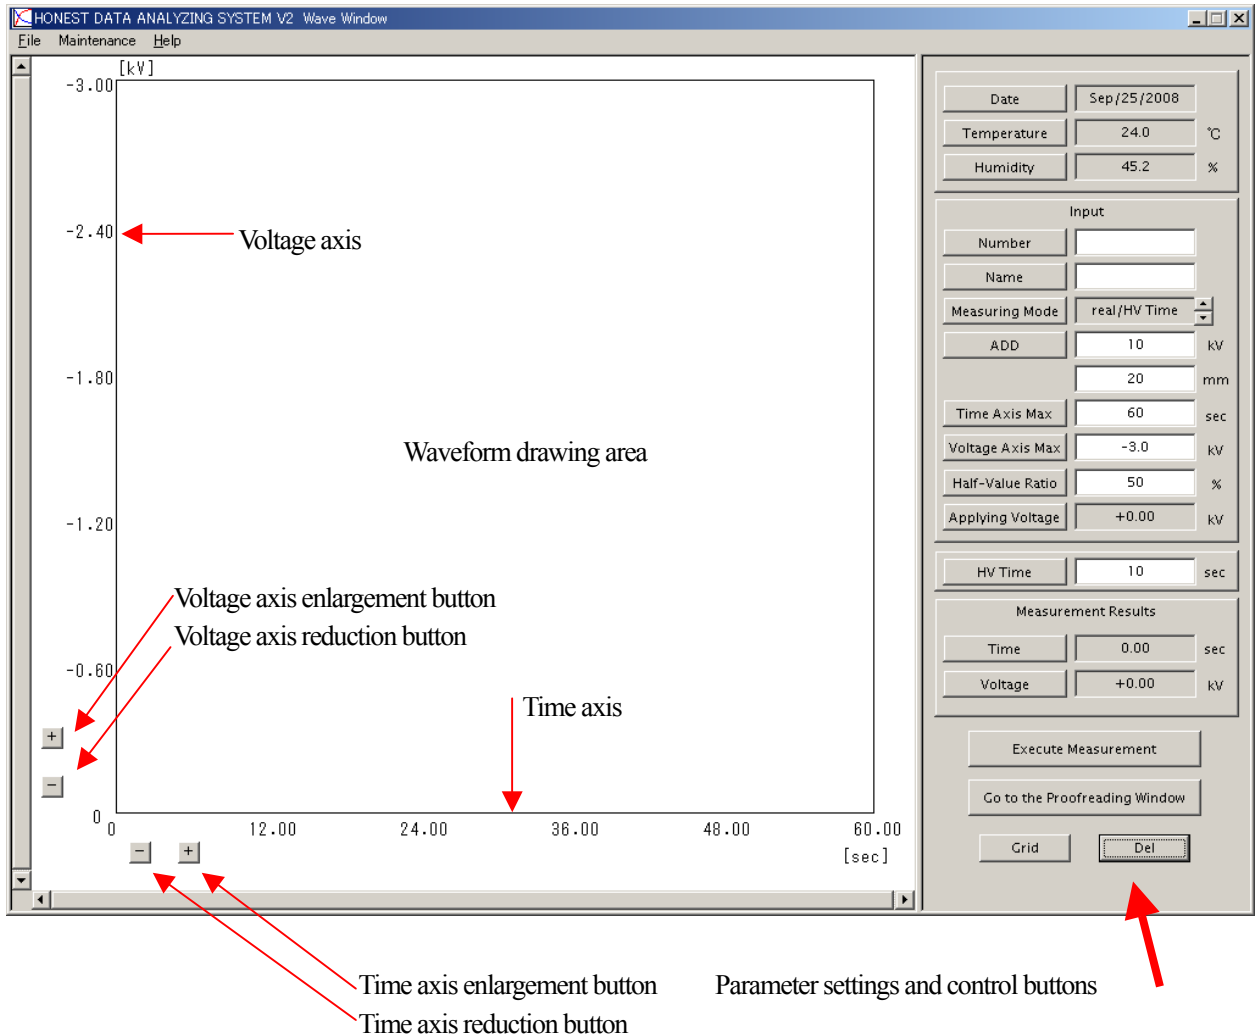 HONEST DATA ANALYZING SYSTEM V2 Wave Window
File Maintenance Help
[kV]
-3.00
-2.40
Voltage axis
-1.80
Waveform drawing area
-1.20
Voltage axis enlargement button
Voltage axis reduction button
-0.60
Time axis
+
-
0
0 12.00 24.00 36.00 48.00 60.00
- +
[sec]
Date Sep/25/2008
Temperature 24.0 ℃
Humidity 45.2 %
Input
Number
Name
Measuring Mode real/HV Time
ADD 10 kV
20 mm
Time Axis Max 60 sec
Voltage Axis Max -3.0 kV
Half-Value Ratio 50 %
Applying Voltage +0.00 kV
HV Time 10 sec
Measurement Results
Time 0.00 sec
Voltage +0.00 kV
Execute Measurement
Go to the Proofreading Window
Grid Del
Time axis enlargement button
Parameter settings and control buttons
Time axis reduction button